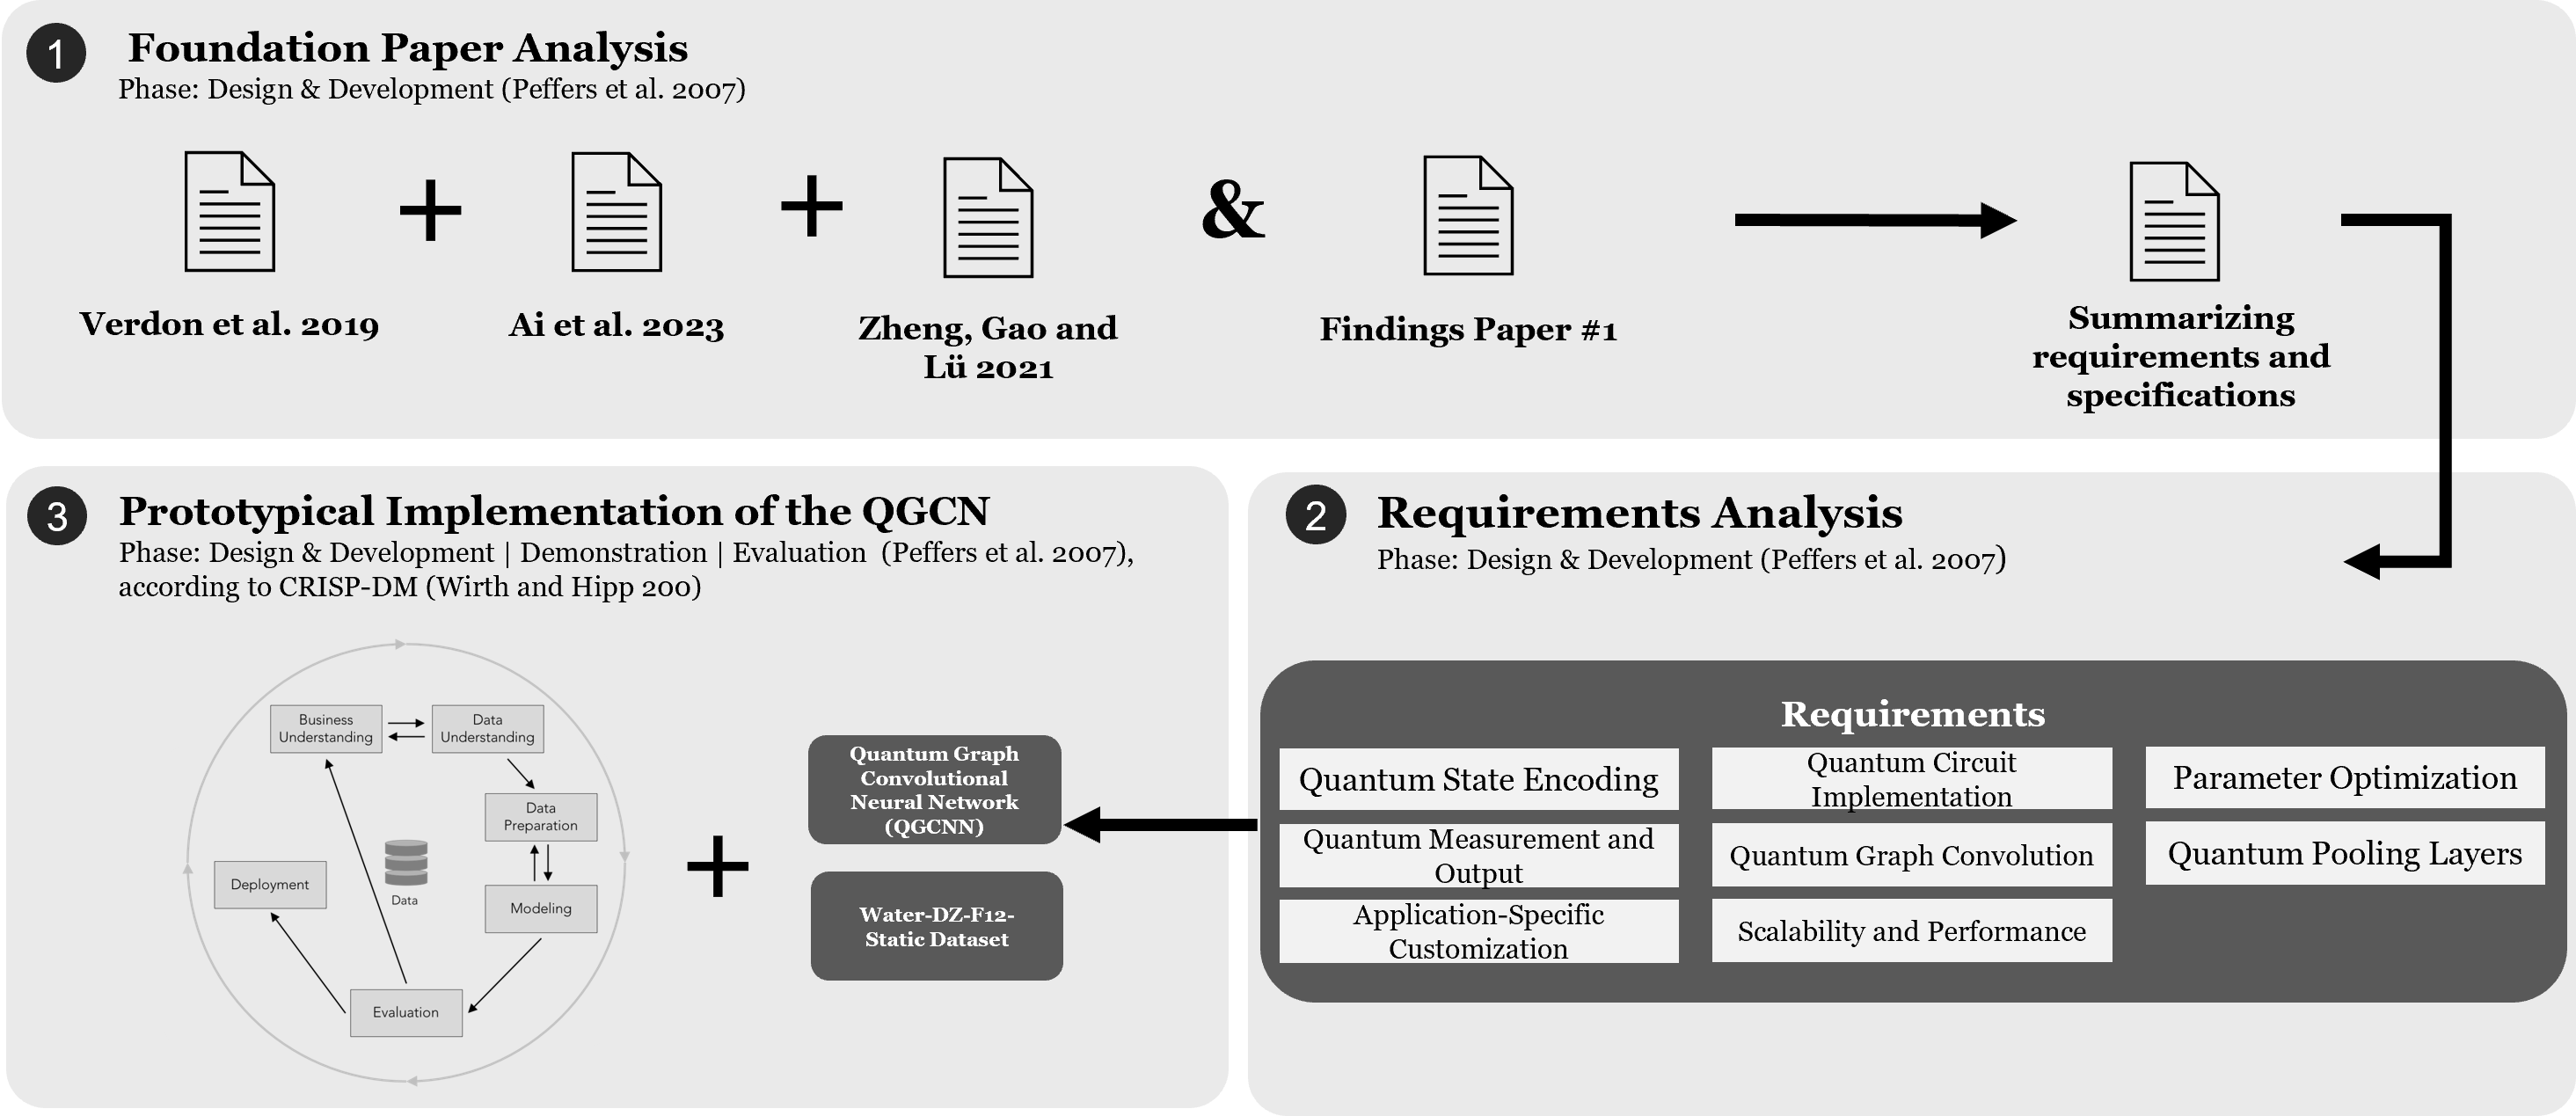 1
Foundation Paper Analysis
Phase: Design & Development (Peffers et al. 2007)
+
+
&
Verdon et al. 2019
Ai et al. 2023
Zheng, Gao and
Lü 2021
Findings Paper #1
Summarizing
requirements and
specifications
2
Requirements Analysis
Phase: Design & Development (Peffers et al. 2007)
Requirements
Quantum State Encoding
Quantum Circuit
Implementation
Parameter Optimization
Quantum Measurement and
Output
Quantum Graph Convolution
Quantum Pooling Layers
Application-Specific
Customization
Scalability and Performance
3
Prototypical Implementation of the QGCN
Phase: Design & Development | Demonstration | Evaluation (Peffers et al. 2007),
according to CRISP-DM (Wirth and Hipp 200)
Business
Understanding
Data
Understanding
Data
Preparation
Modeling
Evaluation
Deployment
Data
+
Quantum Graph
Convolutional
Neural Network
(QGCNN)
Water-DZ-F12-
Static Dataset